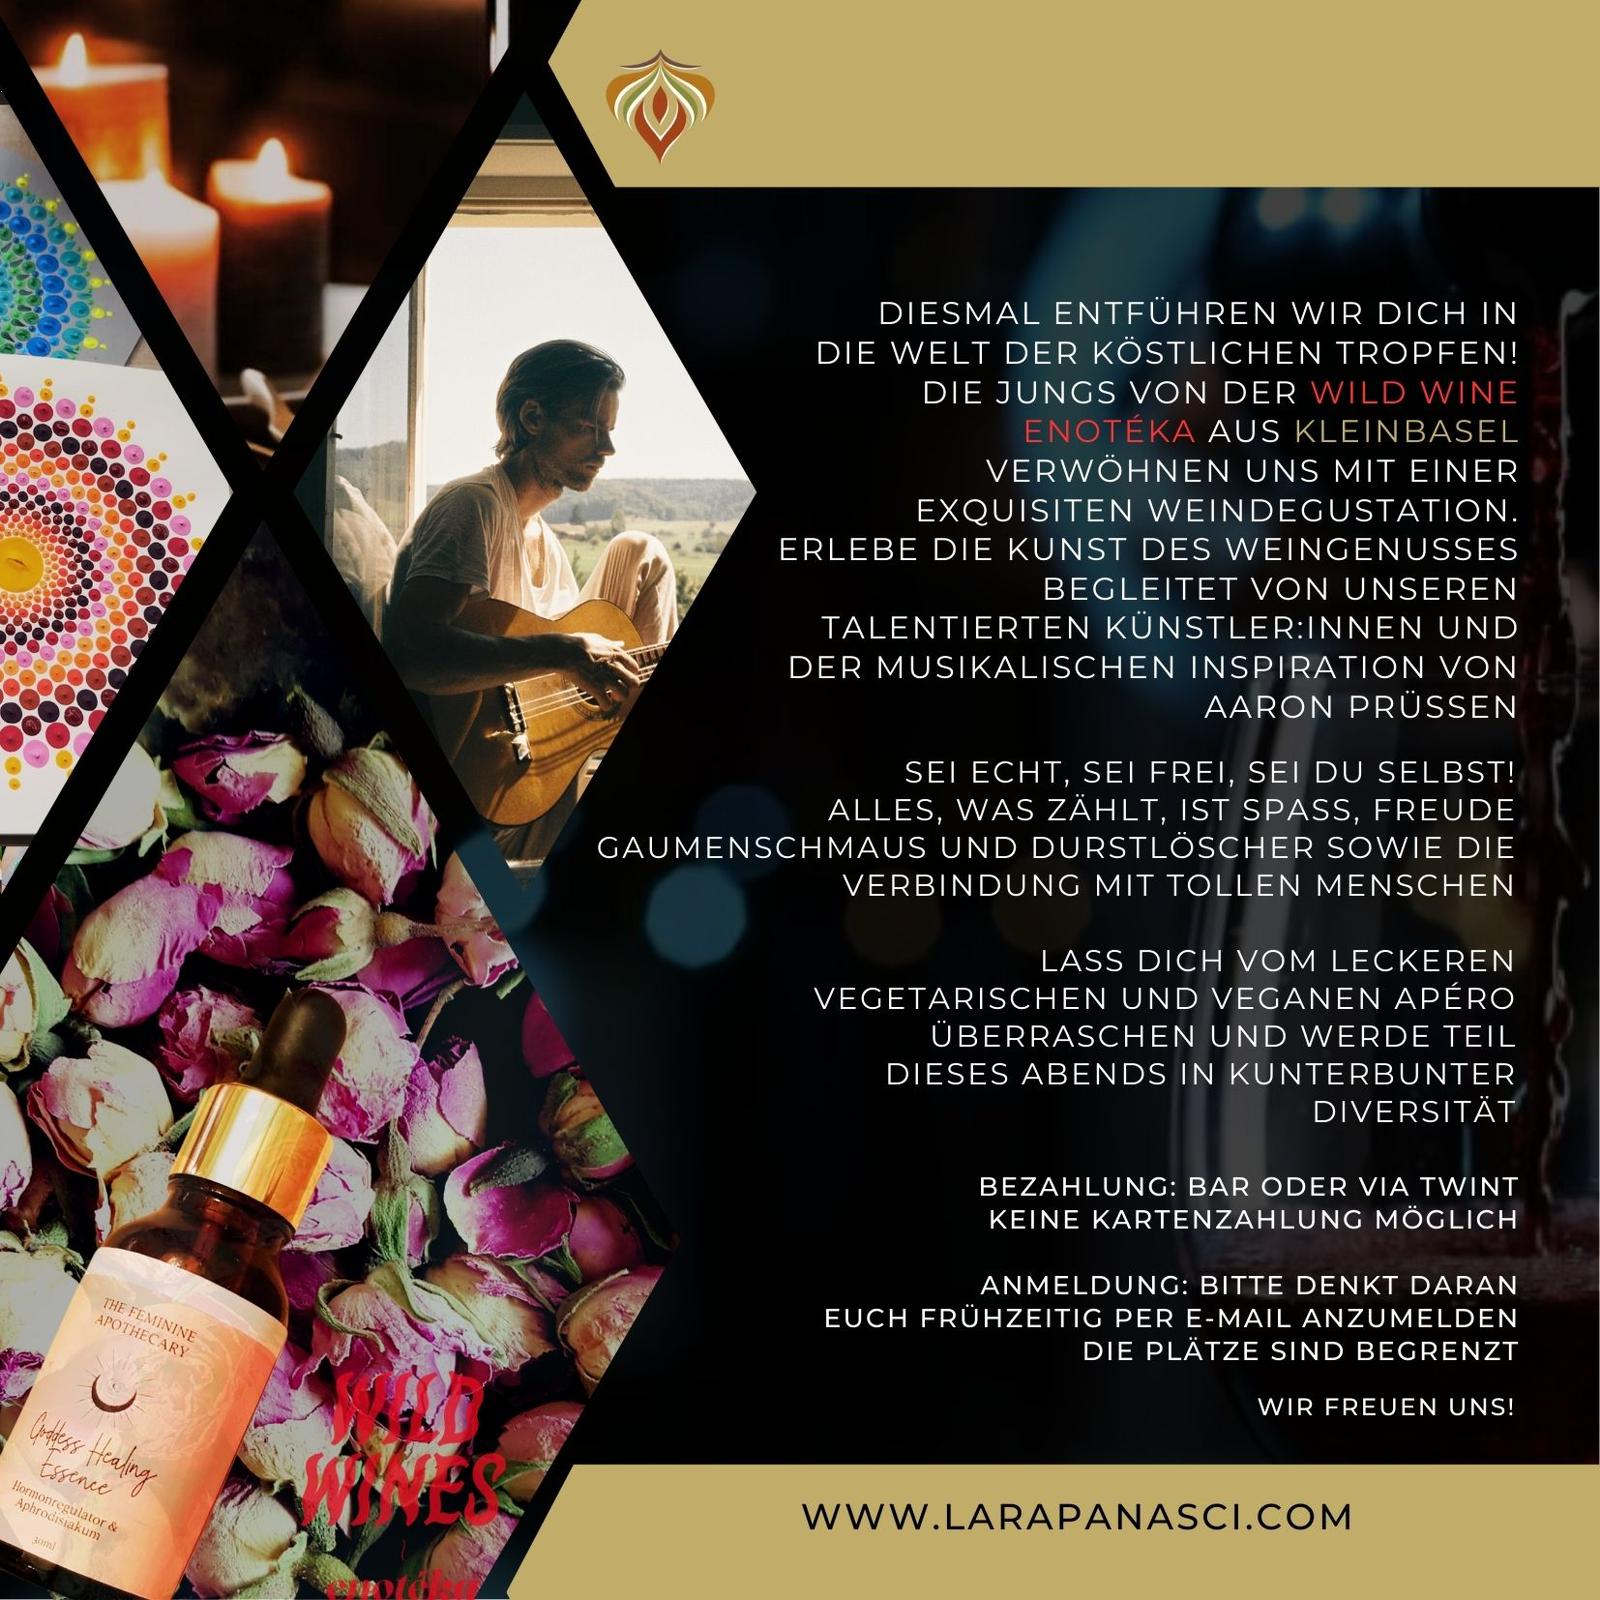 DIESMAL ENTFÜHREN WIR DICH IN
DIE WELT DER KÖSTLICHEN TROPFEN!
DIE JUNGS VON DER WILD WINE
ENOTÉKA AUS KLEINBASEL
VERWÖHNEN UNS MIT EINER
EXQUISITEN WEINDEGUSTATION.
ERLEBE DIE KUNST DES WEINGENUSSES
BEGLEITET VON UNSEREN
TALENTIERTEN KÜNSTLER:INNEN UND
DER MUSIKALISCHEN INSPIRATION VON
AARON PRÜSSEN
SEI ECHT, SEI FREI, SEI DU SELBST!
ALLES, WAS ZÄHLT, IST SPASS, FREUDE
GAUMENSCHMAUS UND DURSTLÖSCHER SOWIE DIE
VERBINDUNG MIT TOLLEN MENSCHEN
LASS DICH VOM LECKEREN
VEGETARISCHEN UND VEGANEN APÉRO
ÜBERRASCHEN UND WERDE TEIL
DIESES ABENDS IN KUNTERBUNTER
DIVERSITÄT
BEZAHLUNG: BAR ODER VIA TWINT
KEINE KARTENZAHLUNG MÖGLICH
ANMELDUNG: BITTE DENKT DARAN
EUCH FRÜHZEITIG PER E-MAIL ANZUMELDEN
DIE PLÄTZE SIND BEGRENZT
WIR FREUEN UNS!
WWW.LARAPANASCI.COM
THE FEMININE
APOTHECARY
Goddess Healing
Essence
Hormonregulator &
Aphrodisiakum
30ml
WILD
WINES
enotéka